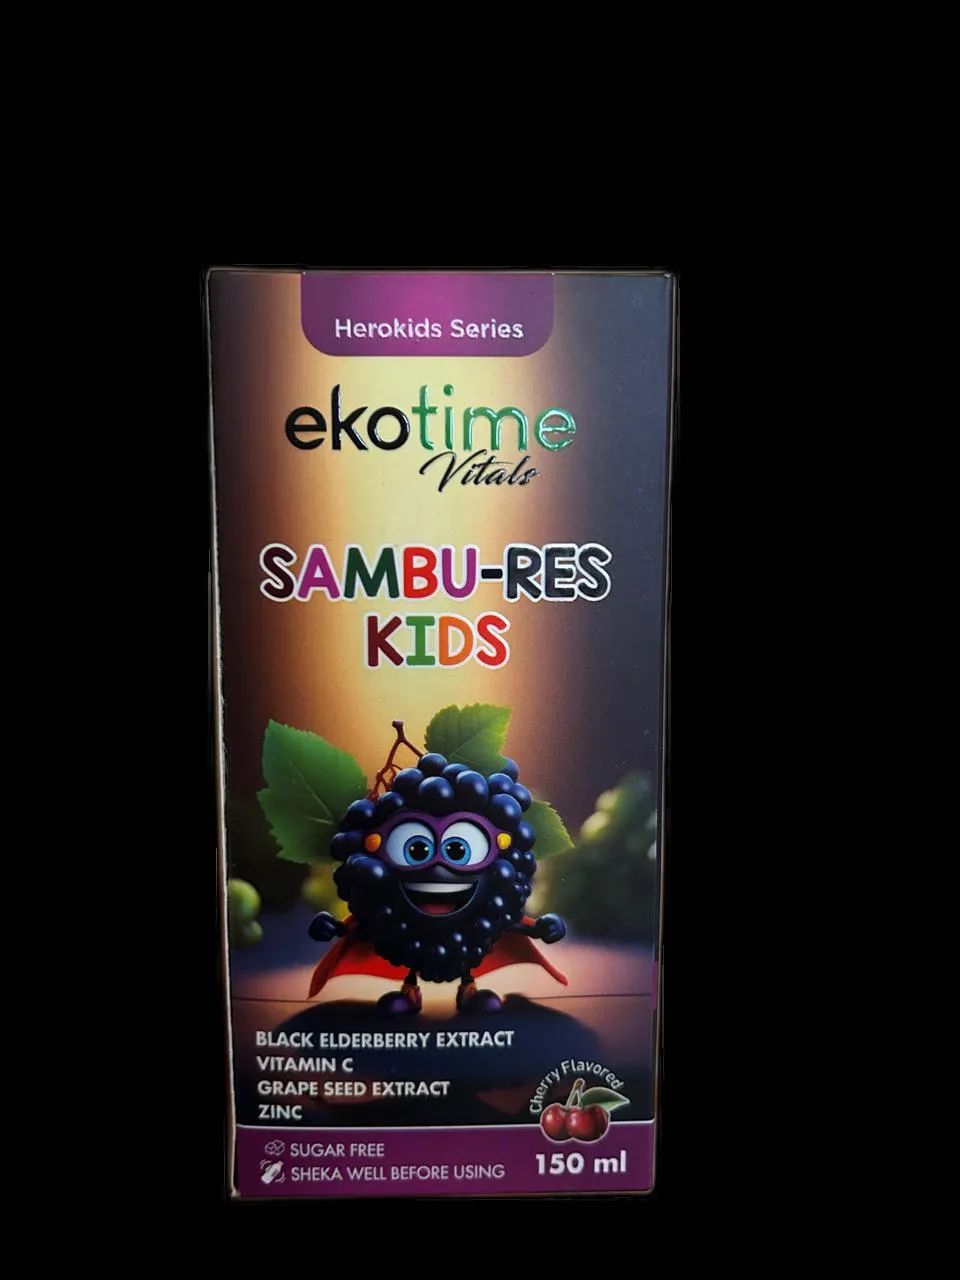 Herokids Series
ekotime
Vitals
SAMBU-RES
KIDS
BLACK ELDERBERRY EXTRACT
VITAMIN C
GRAPE SEED EXTRACT
ZINC
Cherry Flavored
SUGAR FREE
SHEKA WELL BEFORE USING
150 ml